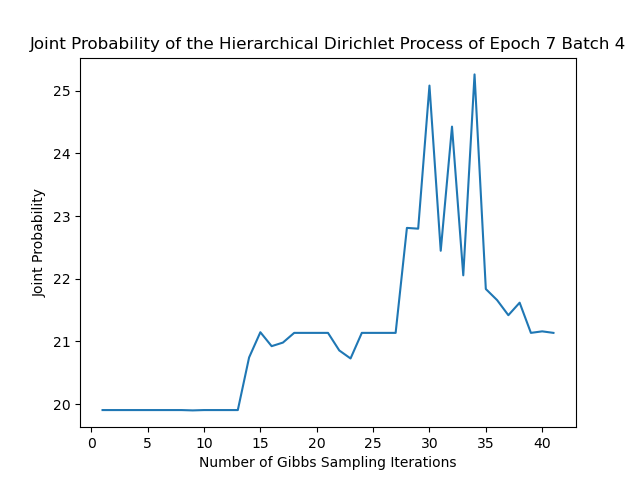 Joint Probability of the Hierarchical Dirichlet Process of Epoch 7 Batch 4
25
24
23
22
21
20
Joint Probability
0 5 10 15 20 25 30 35 40
Number of Gibbs Sampling Iterations